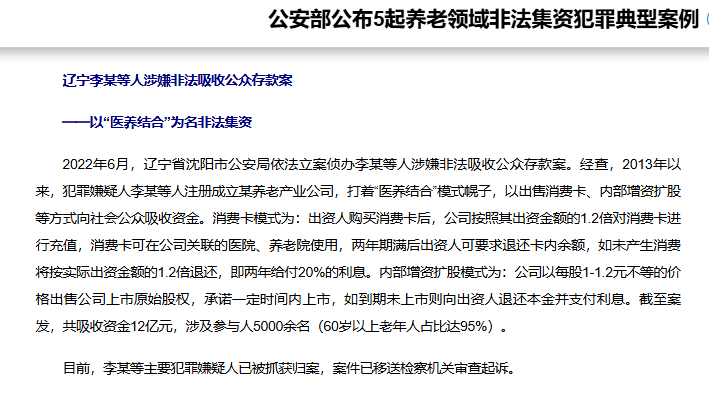 公安部公布5起养老领域非法集资犯罪典型案例
辽宁李某等人涉嫌非法吸收公众存款案
——以“医养结合”为名非法集资
2022年6月，辽宁省沈阳市公安局依法立案侦办李某等人涉嫌非法吸收公众存款案。经查，2013年以
来，犯罪嫌疑人李某等人注册成立某养老产业公司，打着“医养结合”模式幌子，以出售消费卡、内部增资扩股
等方式向社会公众吸收资金。消费卡模式为：出资人购买消费卡后，公司按照其出资金额的1.2倍对消费卡进
行充值，消费卡可在公司关联的医院、养老院使用，两年期满后出资人可要求退还卡内余额，如未产生消费
将按实际出资金额的1.2倍退还，即两年给付20%的利息。内部增资扩股模式为：公司以每股1-1.2元不等的价
格出售公司上市原始股权，承诺一定时间内上市，如到期未上市则向出资人退还本金并支付利息。截至案
发，共吸收资金12亿元，涉及参与人5000余名（60岁以上老年人占比达95%）。
目前，李某等主要犯罪嫌疑人已被抓获归案，案件已移送检察机关审查起诉。